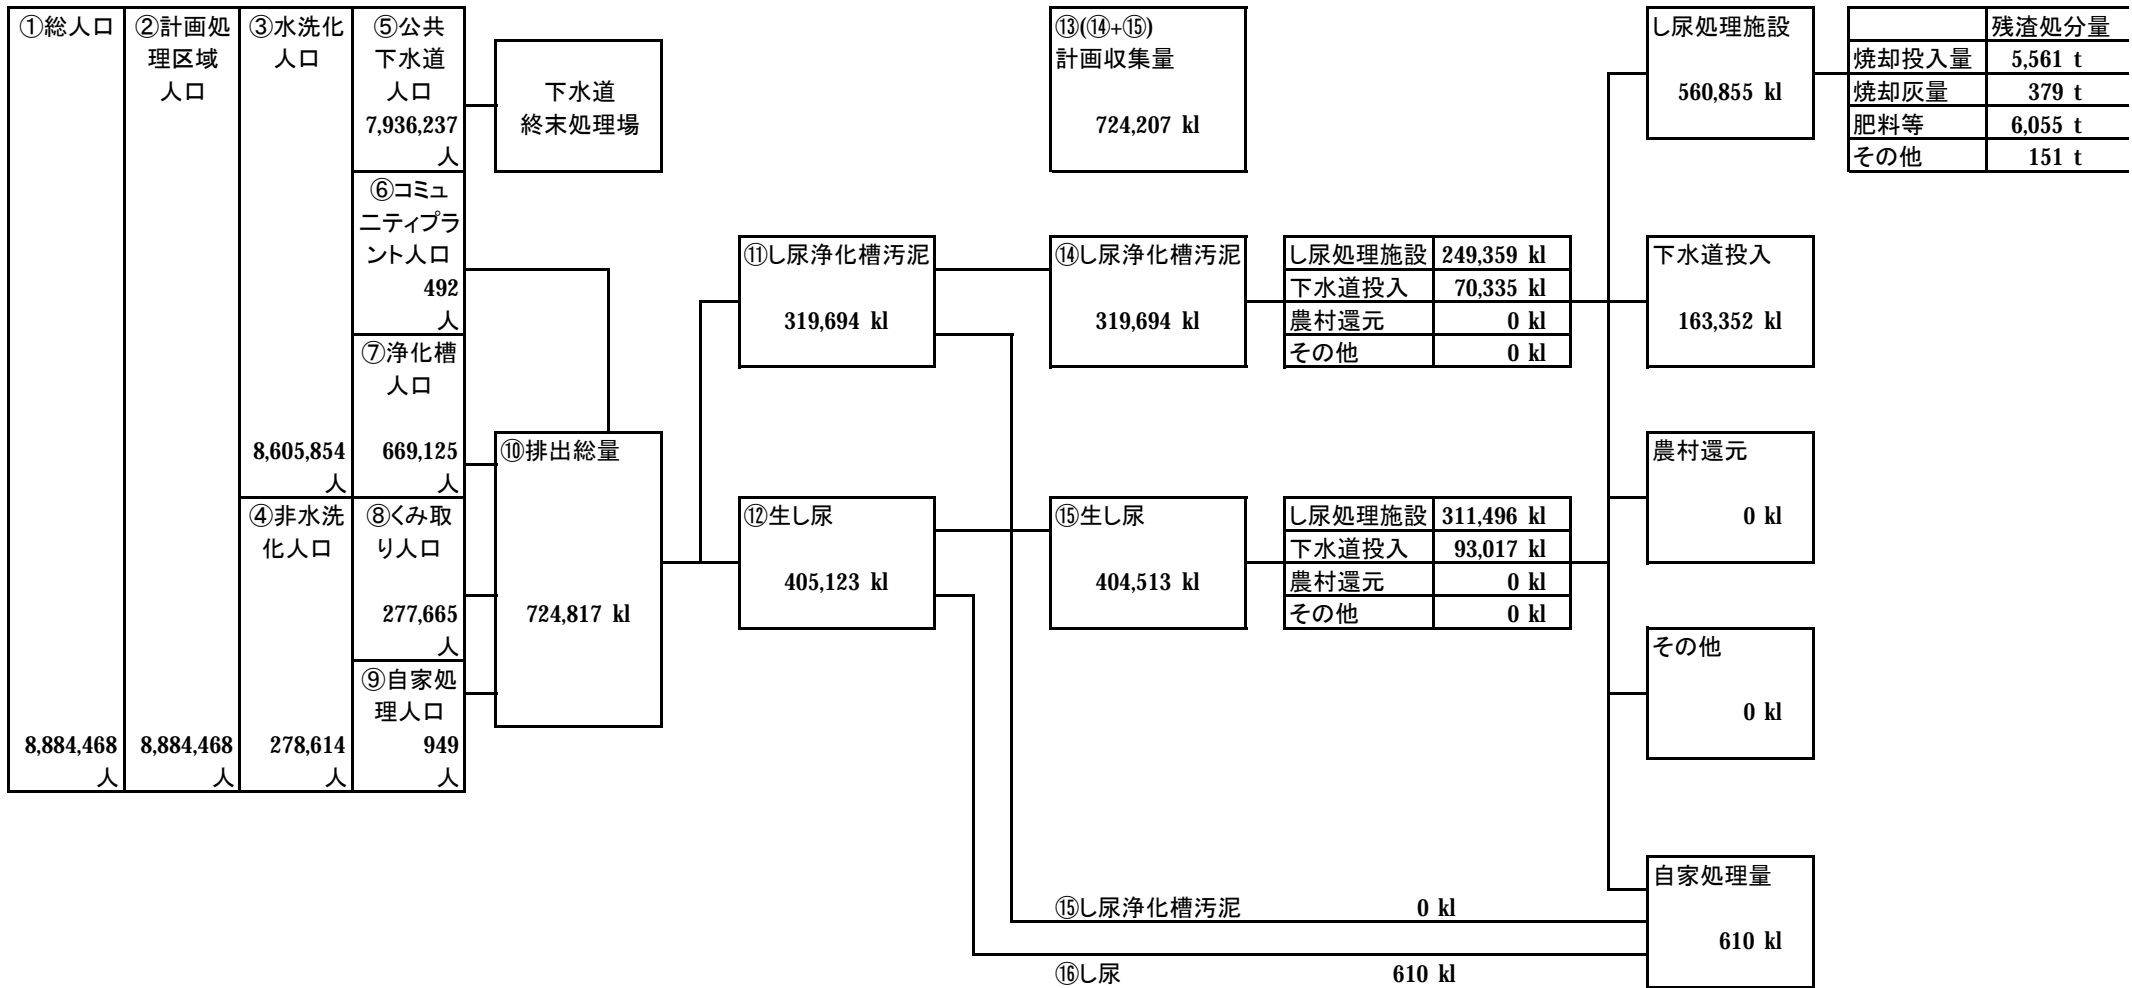 ①総人口
8,884,468
人
②計画処
理区域
人口
8,884,468
人
③水洗化
人口
8,605,854
人
④非水洗
化人口
278,614
人
⑤公共
下水道
人口
7,936,237
人
⑥コミュ
ニティプラ
ント人口
492
人
⑦浄化槽
人口
669,125
人
⑧くみ取
り人口
277,665
人
⑨自家処
理人口
949
人
下水道
終末処理場
⑩排出総量
724,817 kl
⑪し尿浄化槽汚泥
319,694 kl
⑫生し尿
405,123 kl
⑬(⑭+⑮)
計画収集量
724,207 kl
⑭し尿浄化槽汚泥
319,694 kl
⑮生し尿
404,513 kl
し尿処理施設 249,359 kl
下水道投入 70,335 kl
農村還元 0 kl
その他 0 kl
し尿処理施設 311,496 kl
下水道投入 93,017 kl
農村還元 0 kl
その他 0 kl
⑮し尿浄化槽汚泥 0 kl
⑯し尿 610 kl
し尿処理施設
560,855 kl
下水道投入
163,352 kl
農村還元
0 kl
その他
0 kl
自家処理量
610 kl
残渣処分量
焼却投入量 5,561 t
焼却灰量 379 t
肥料等 6,055 t
その他 151 t